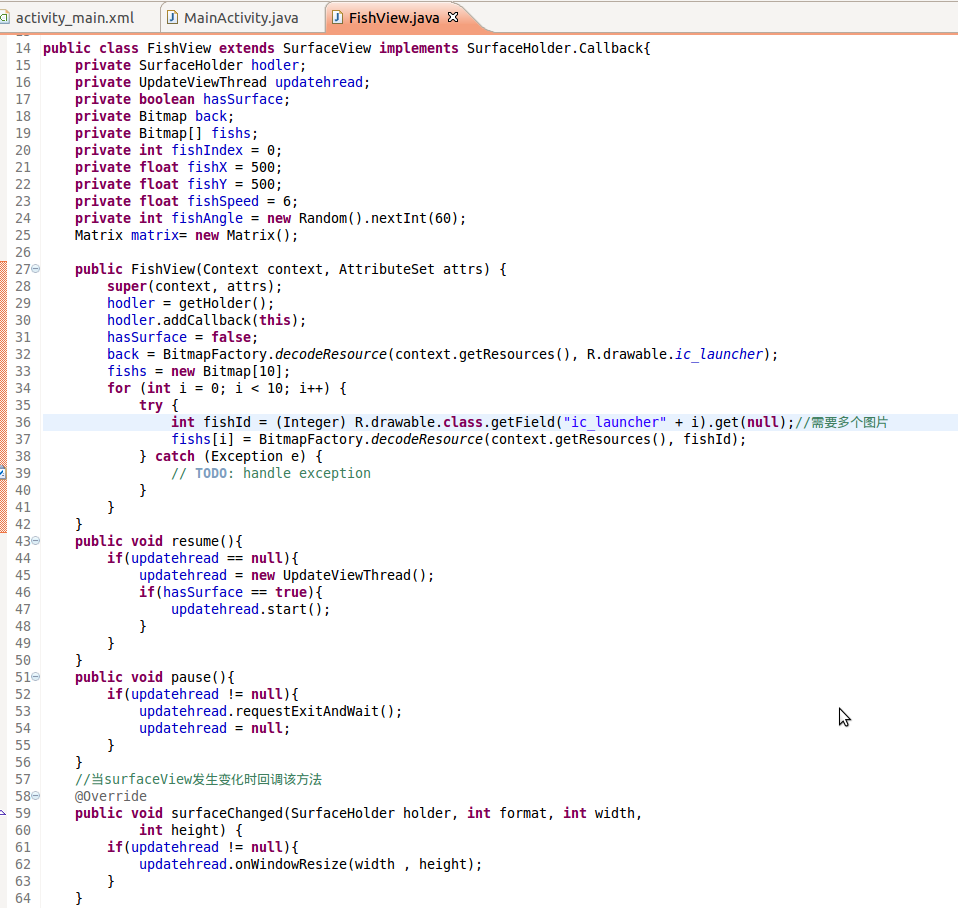 activity_main.xml MainActivity.java FishView.java
14 public class FishView extends SurfaceView implements SurfaceHolder.Callback{
15     private SurfaceHolder hodler;
16     private UpdateViewThread updatehread;
17     private boolean hasSurface;
18     private Bitmap back;
19     private Bitmap[] fishs;
20     private int fishIndex = 0;
21     private float fishX = 500;
22     private float fishY = 500;
23     private float fishSpeed = 6;
24     private int fishAngle = new Random().nextInt(60);
25     Matrix matrix= new Matrix();
26
27     public FishView(Context context, AttributeSet attrs) {
28         super(context, attrs);
29         hodler = getHolder();
30         hodler.addCallback(this);
31         hasSurface = false;
32         back = BitmapFactory.decodeResource(context.getResources(), R.drawable.ic_launcher);
33         fishs = new Bitmap[10];
34         for (int i = 0; i < 10; i++) {
35             try {
36                 int fishId = (Integer) R.drawable.class.getField("ic_launcher" + i).get(null);//需要多个图片
37                 fishs[i] = BitmapFactory.decodeResource(context.getResources(), fishId);
38             } catch (Exception e) {
39                 // TODO: handle exception
40             }
41         }
42     }
43     public void resume(){
44         if(updatehread == null){
45             updatehread = new UpdateViewThread();
46             if(hasSurface == true){
47                 updatehread.start();
48             }
49         }
50     }
51     public void pause(){
52         if(updatehread != null){
53             updatehread.requestExitAndWait();
54             updatehread = null;
55         }
56     }
57     //当surfaceView发生变化时回调该方法
58     @Override
59     public void surfaceChanged(SurfaceHolder holder, int format, int width,
60             int height) {
61         if(updatehread != null){
62             updatehread.onWindowResize(width , height);
63         }
64     }